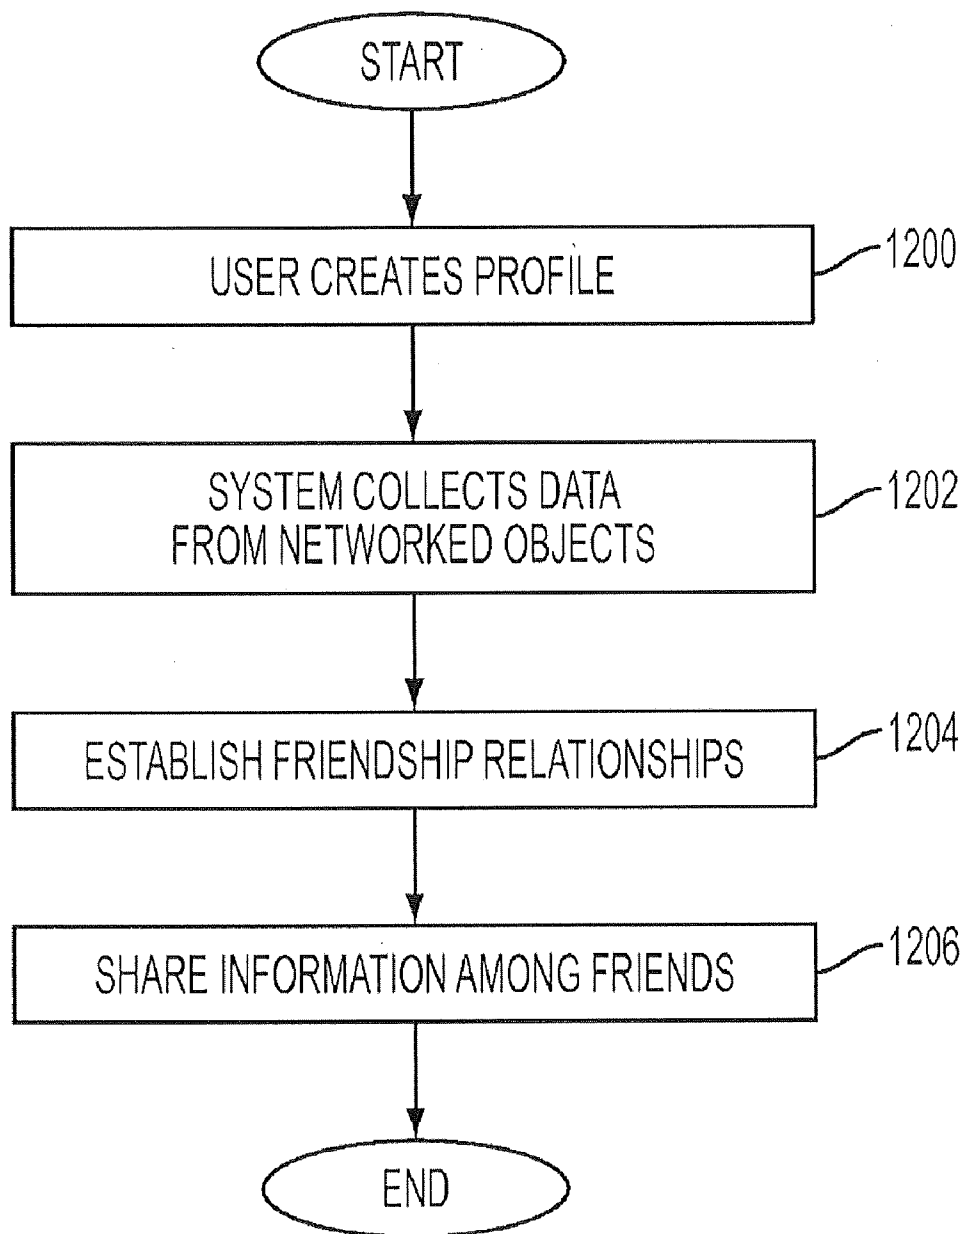 START
USER CREATES PROFILE
1200
SYSTEM COLLECTS DATA
FROM NETWORKED OBJECTS
1202
ESTABLISH FRIENDSHIP RELATIONSHIPS
1204
SHARE INFORMATION AMONG FRIENDS
1206
END